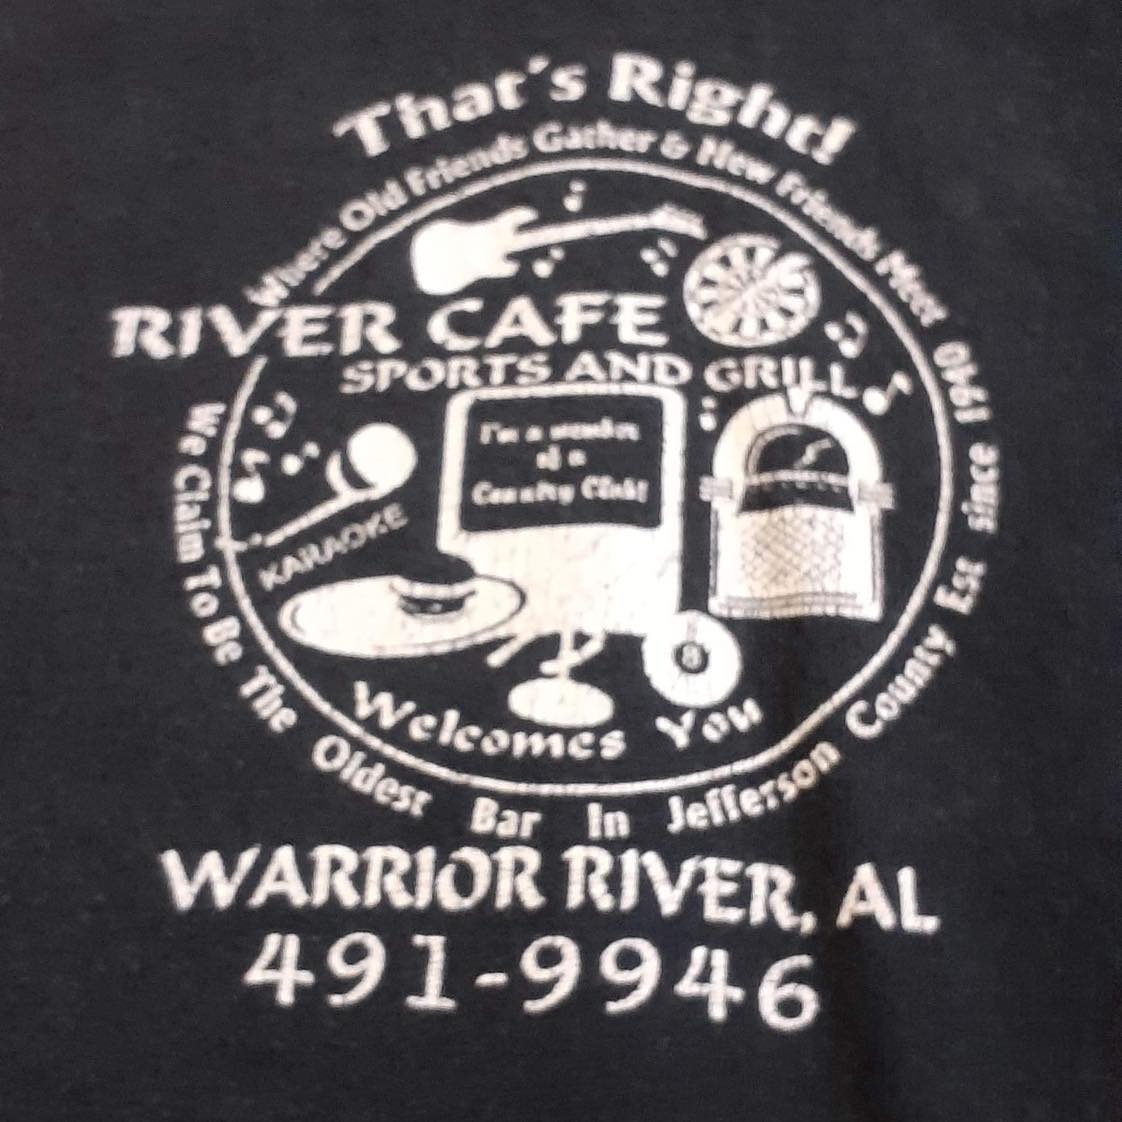 That's Right!
Where Old Friends Gather & New Friends Meet
RIVER CAFE
SPORTS AND GRILL
I'm a member
of a
Country Club!
KARAOKE
8
Welcomes You
We Claim To Be The Oldest Bar In Jefferson County Est since 1940
WARRIOR RIVER, AL
491-9946